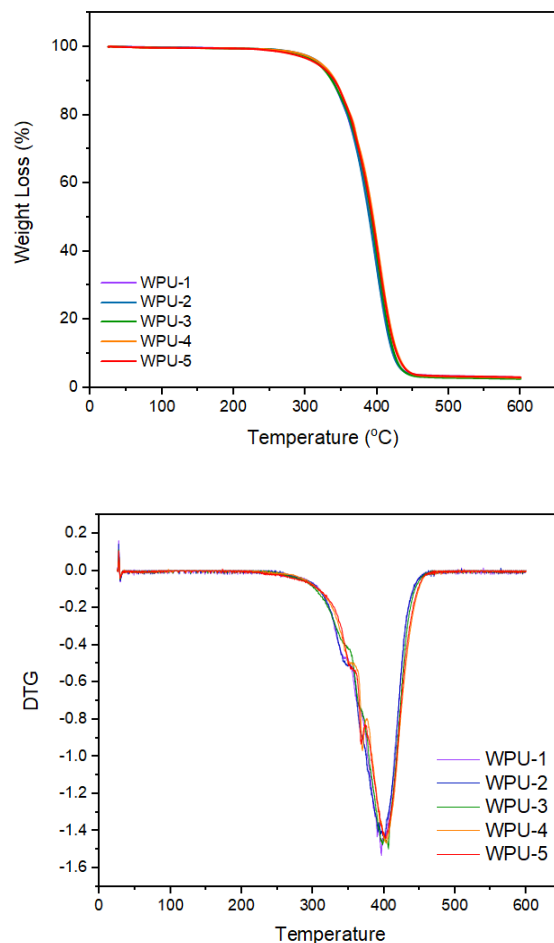 100
80
60
40
20
0
Weight Loss (%)
WPU-1
WPU-2
WPU-3
WPU-4
WPU-5
0 100 200 300 400 500 600
Temperature (°C)
0.2
0.0
-0.2
-0.4
-0.6
-0.8
-1.0
-1.2
-1.4
-1.6
DTG
WPU-1
WPU-2
WPU-3
WPU-4
WPU-5
0 100 200 300 400 500 600
Temperature